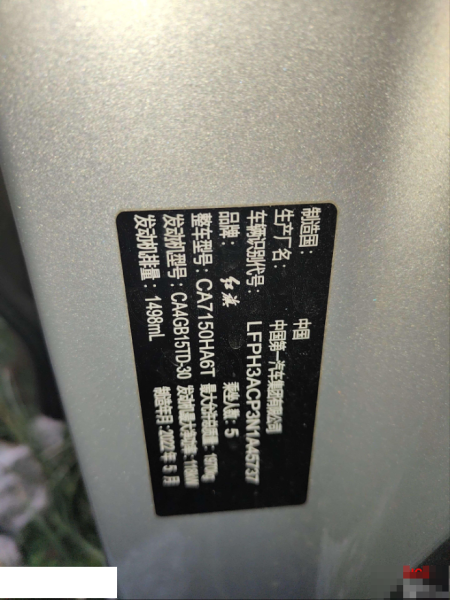 制造国： 中国
生产厂名： 中国第一汽车集团有限公司
车辆识别代号： LFPH3ACP3N1A45737
品牌： 红旗 乘坐人数：5
整车型号：CA7150HA6T 最大允许总质量：
发动机型号：CA4GB15TD-30 发动机最大净功率：
发动机排量：1498mL 制造年月：2022年5月